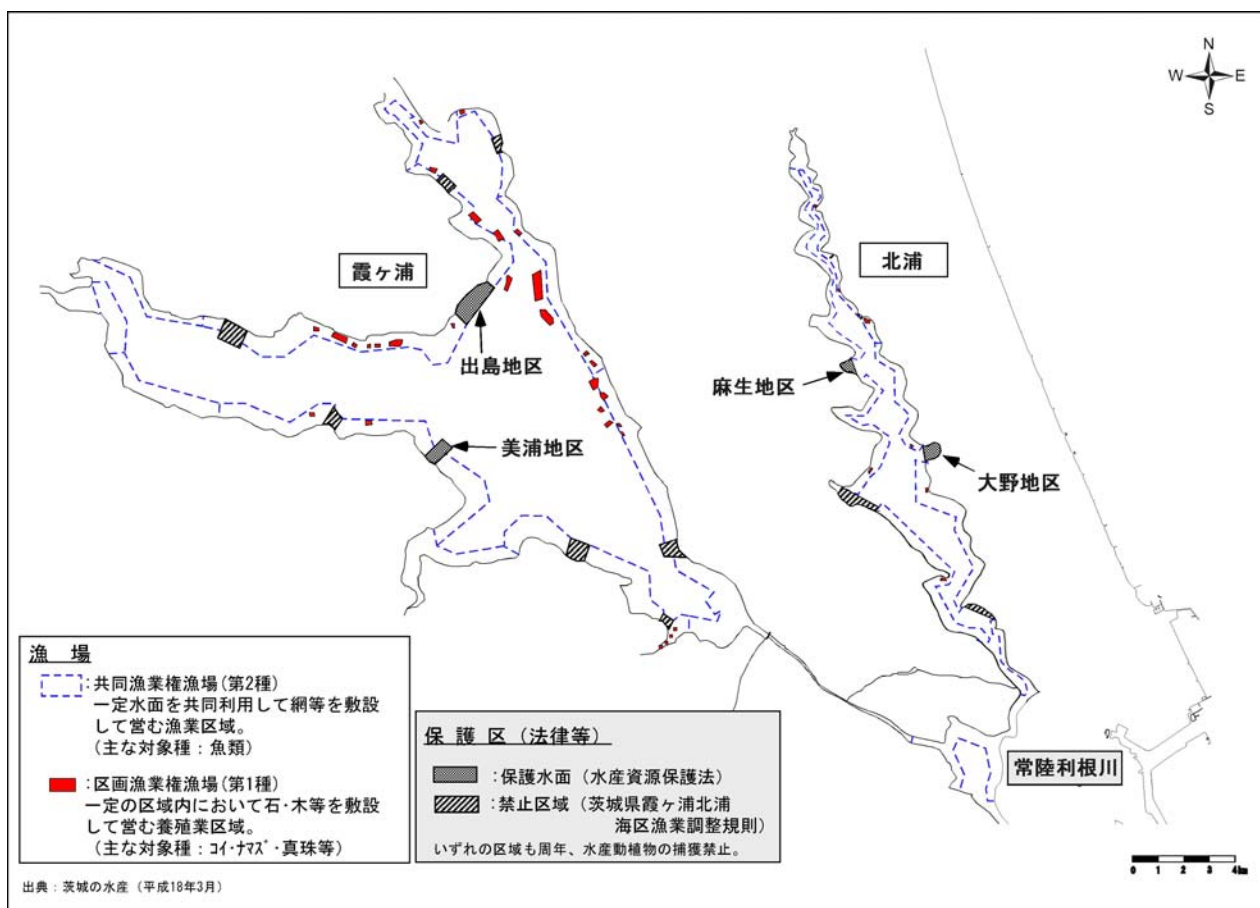 N
W
E
S
霞ヶ浦
北浦
出島地区
麻生地区
美浦地区
大野地区
常陸利根川
漁 場
:共同漁業権漁場(第2種)
一定水面を共同利用して網等を敷設
して営む漁業区域。
(主な対象種:魚類)
:区画漁業権漁場(第1種)
一定の区域内において石・木等を敷設
して営む養殖業区域。
(主な対象種:コイ・ナマズ・真珠等)
保 護 区(法律等)
:保護水面(水産資源保護法)
:禁止区域(茨城県霞ヶ浦北浦
海区漁業調整規則)
いずれの区域も周年、水産動植物の捕獲禁止。
出典:茨城の水産(平成18年3月)
0 1 2 3 4km